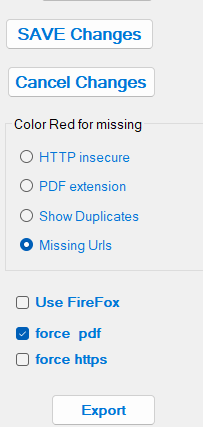 SAVE Changes
Cancel Changes
Color Red for missing
HTTP insecure
PDF extension
Show Duplicates
Missing Urls
Use FireFox
force pdf
force https
Export